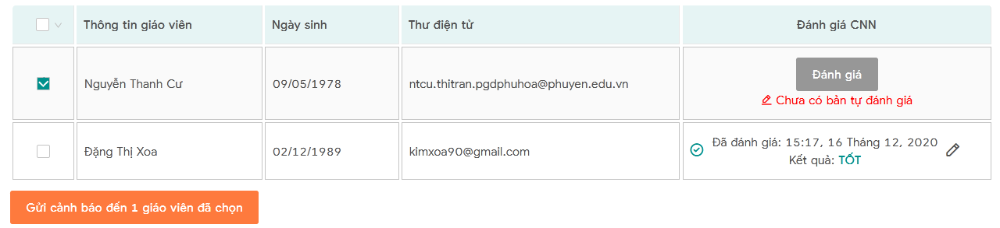 Thông tin giáo viên Ngày sinh Thư điện tử Đánh giá CNN
Đánh giá
Nguyễn Thanh Cư 09/05/1978 ntcu.thitran.pgdphuhoa@phuyen.edu.vn
Chưa có bản tự đánh giá
Đã đánh giá: 15:17, 16 Tháng 12, 2020
Đặng Thị Xoa 02/12/1989 kimxoa90@gmail.com
Kết quả: TỐT
Gửi cảnh báo đến 1 giáo viên đã chọn